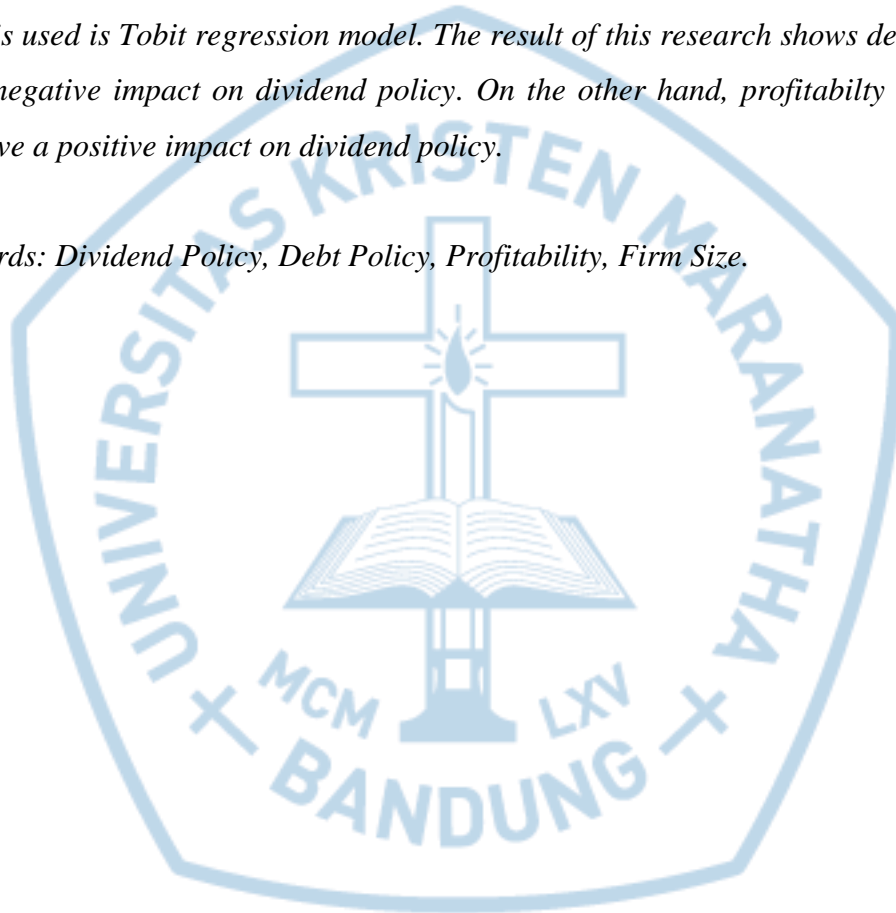 is used is Tobit regression model. The result of this research shows de
negative impact on dividend policy. On the other hand, profitabilty
ve a positive impact on dividend policy.
rds: Dividend Policy, Debt Policy, Profitability, Firm Size.
UNIVERSITAS KRISTEN MARANATHA
MCM LXV
BANDUNG